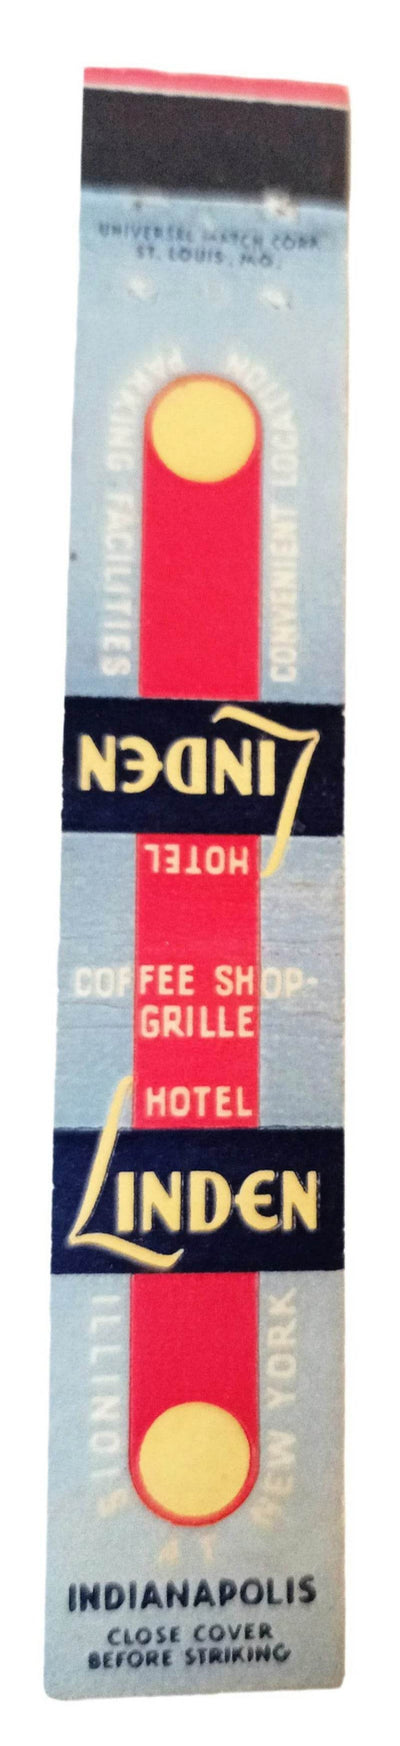 UNIVERSAL MATCH CORP.
ST. LOUIS, MO.
PARKING FACILITIES
CONVENIENT LOCATION
LINDEN
HOTEL
COFFEE SHOP-
GRILLE
HOTEL
LINDEN
ILLINOIS
AT
NEW YORK
INDIANAPOLIS
CLOSE COVER
BEFORE STRIKING